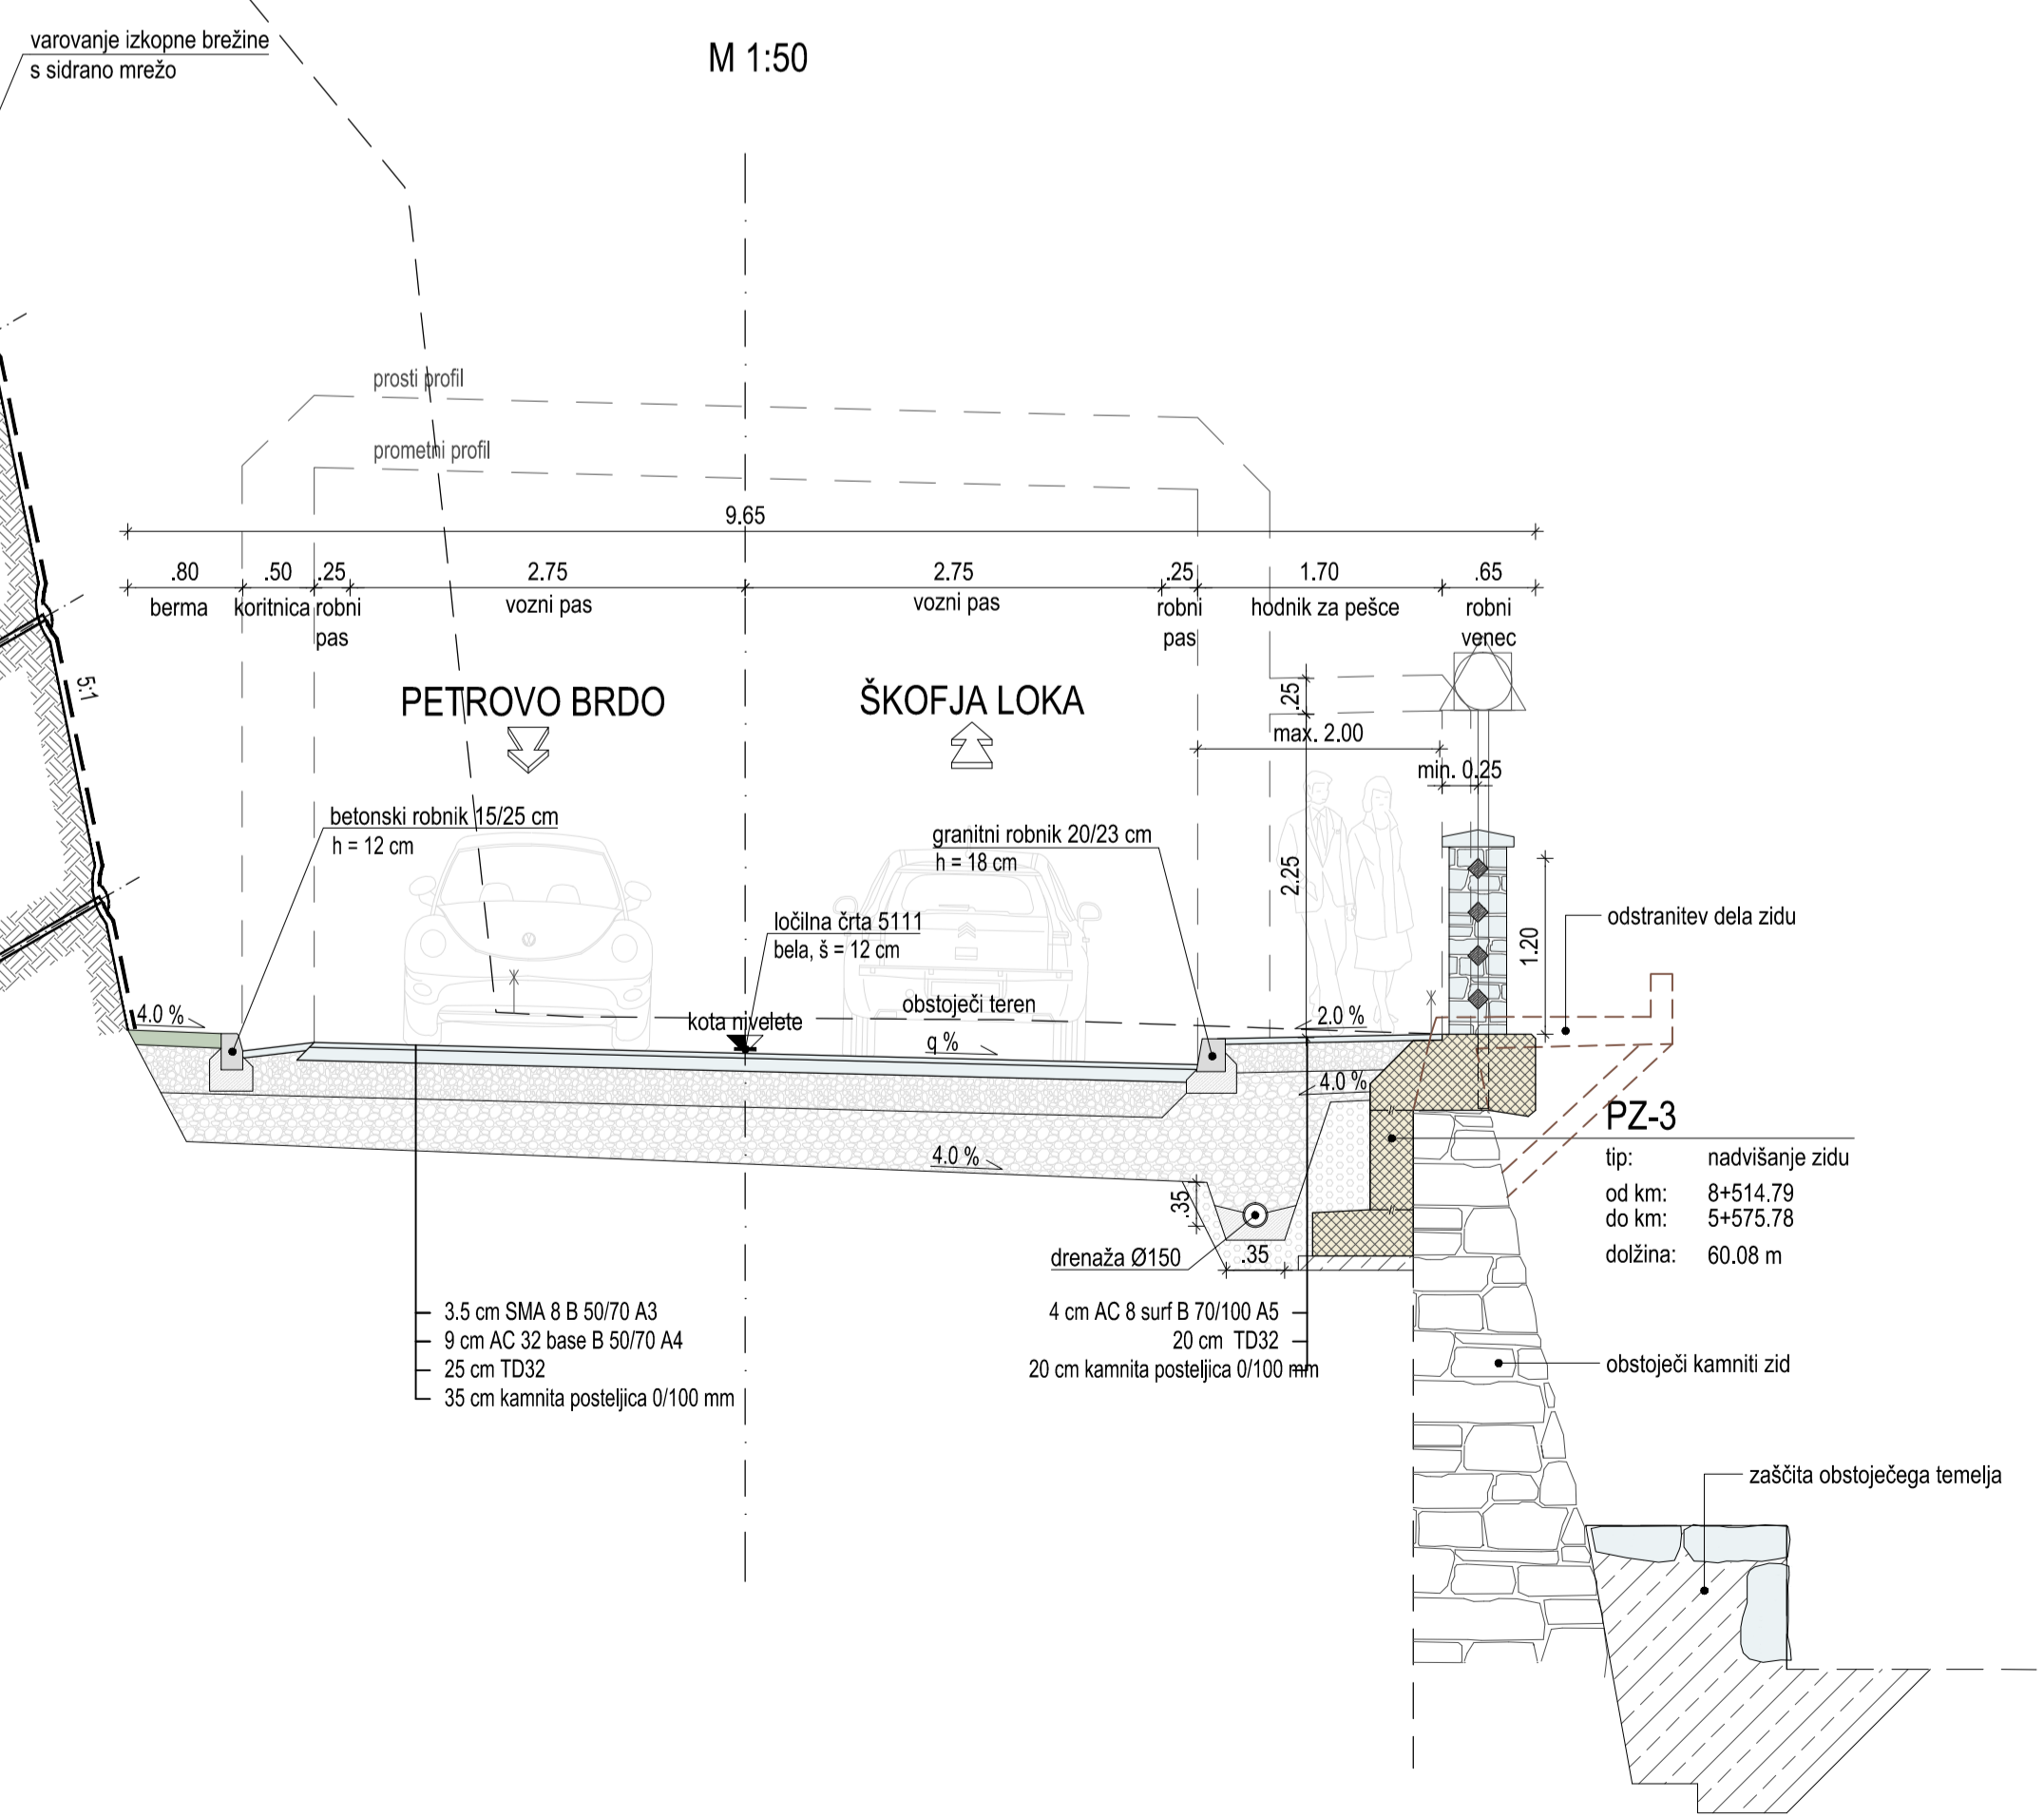 varovanje izkopne brežine
s sidrano mrežo
M 1:50
prosti profil
prometni profil
9.65
.80
.50
.25
2.75
2.75
.25
1.70
.65
berma
koritnica
robni
pas
vozni pas
vozni pas
robni
pas
hodnik za pešce
robni
venec
5:1
PETROVO BRDO
ŠKOFJA LOKA
.25
max. 2.00
min. 0.25
betonski robnik 15/25 cm
h = 12 cm
granitni robnik 20/23 cm
h = 18 cm
2.25
ločilna črta 5111
bela, š = 12 cm
1.20
odstranitev dela zidu
obstoječi teren
4.0 %
kota nivelete
q %
2.0 %
4.0 %
4.0 %
PZ-3
tip: nadvišanje zidu
od km: 8+514.79
do km: 5+575.78
dolžina: 60.08 m
.35
.35
drenaža Ø150
3.5 cm SMA 8 B 50/70 A3
9 cm AC 32 base B 50/70 A4
25 cm TD32
35 cm kamnita posteljica 0/100 mm
4 cm AC 8 surf B 70/100 A5
20 cm TD32
20 cm kamnita posteljica 0/100 mm
obstoječi kamniti zid
zaščita obstoječega temelja